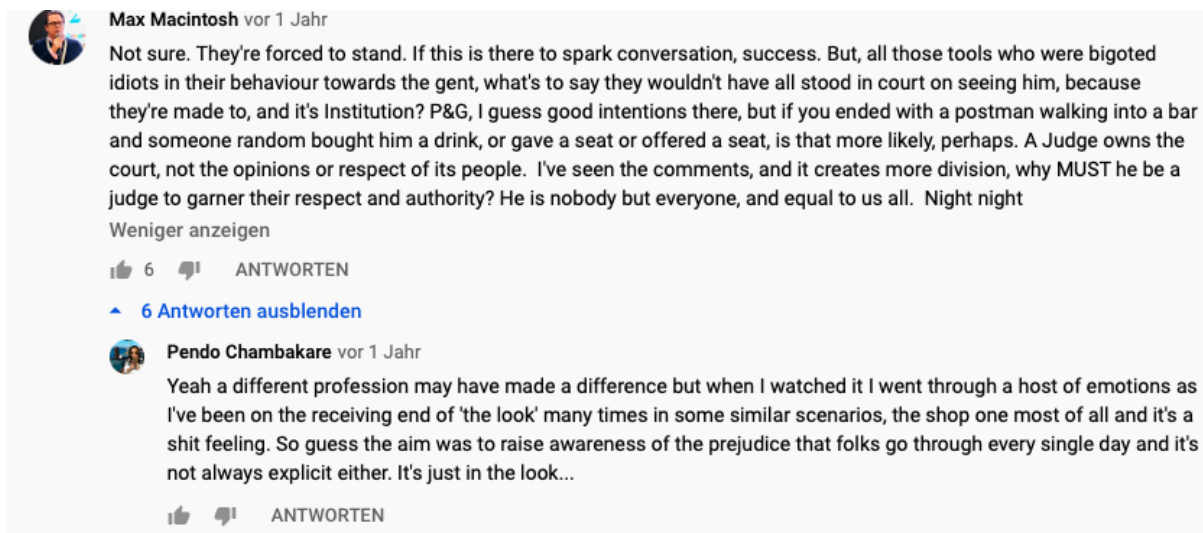 Max Macintosh vor 1 Jahr
Not sure. They're forced to stand. If this is there to spark conversation, success. But, all those tools who were bigoted
idiots in their behaviour towards the gent, what's to say they wouldn't have all stood in court on seeing him, because
they're made to, and it's Institution? P&G, I guess good intentions there, but if you ended with a postman walking into a bar
and someone random bought him a drink, or gave a seat or offered a seat, is that more likely, perhaps. A Judge owns the
court, not the opinions or respect of its people.  I've seen the comments, and it creates more division, why MUST he be a
judge to garner their respect and authority? He is nobody but everyone, and equal to us all.  Night night
Weniger anzeigen
6 ANTWORTEN
6 Antworten ausblenden
Pendo Chambakare vor 1 Jahr
Yeah a different profession may have made a difference but when I watched it I went through a host of emotions as
I've been on the receiving end of 'the look' many times in some similar scenarios, the shop one most of all and it's a
shit feeling. So guess the aim was to raise awareness of the prejudice that folks go through every single day and it's
not always explicit either. It's just in the look...
ANTWORTEN